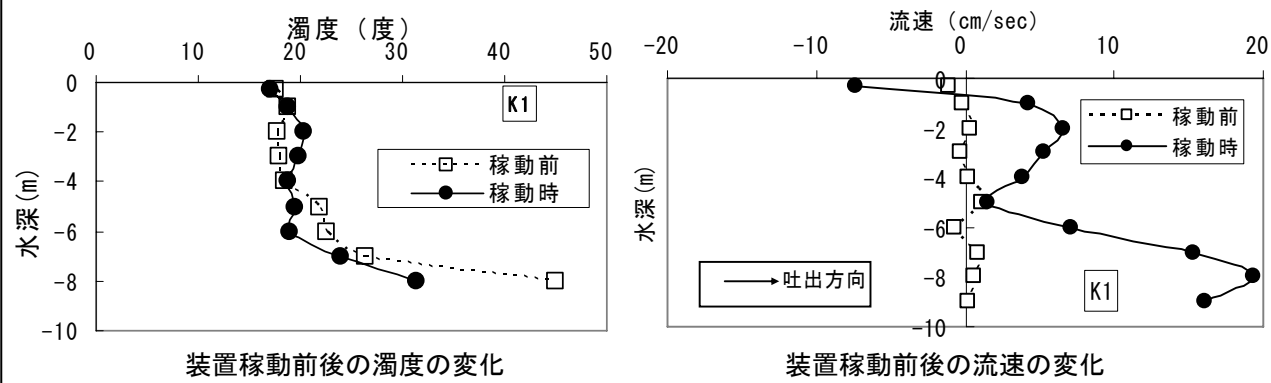 濁度（度）
0 10 20 30 40 50
0
-2
-4
-6
-8
-10
水深(m)
K1
稼動前
稼動時
装置稼動前後の濁度の変化
流速（cm/sec）
-20 -10 0 10 20
0
-2
-4
-6
-8
-10
水深(m)
稼動前
稼動時
吐出方向
K1
装置稼動前後の流速の変化